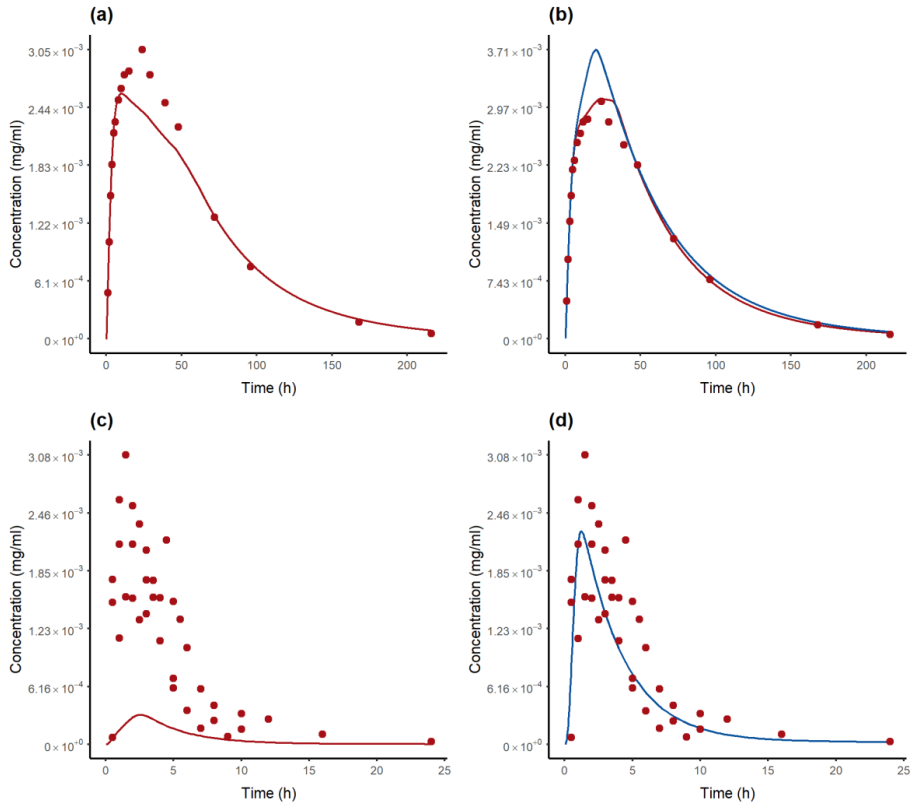 (a)
3.05 × 10⁻³
2.44 × 10⁻³
1.83 × 10⁻³
1.22 × 10⁻³
6.1 × 10⁻⁴
0 × 10⁺⁰
Concentration (mg/ml)
0 50 100 150 200
Time (h)
(b)
3.71 × 10⁻³
2.97 × 10⁻³
2.23 × 10⁻³
1.49 × 10⁻³
7.43 × 10⁻⁴
0 × 10⁺⁰
Concentration (mg/ml)
0 50 100 150 200
Time (h)
(c)
3.08 × 10⁻³
2.46 × 10⁻³
1.85 × 10⁻³
1.23 × 10⁻³
6.16 × 10⁻⁴
0 × 10⁺⁰
Concentration (mg/ml)
0 5 10 15 20 25
Time (h)
(d)
3.08 × 10⁻³
2.46 × 10⁻³
1.85 × 10⁻³
1.23 × 10⁻³
6.16 × 10⁻⁴
0 × 10⁺⁰
Concentration (mg/ml)
0 5 10 15 20 25
Time (h)